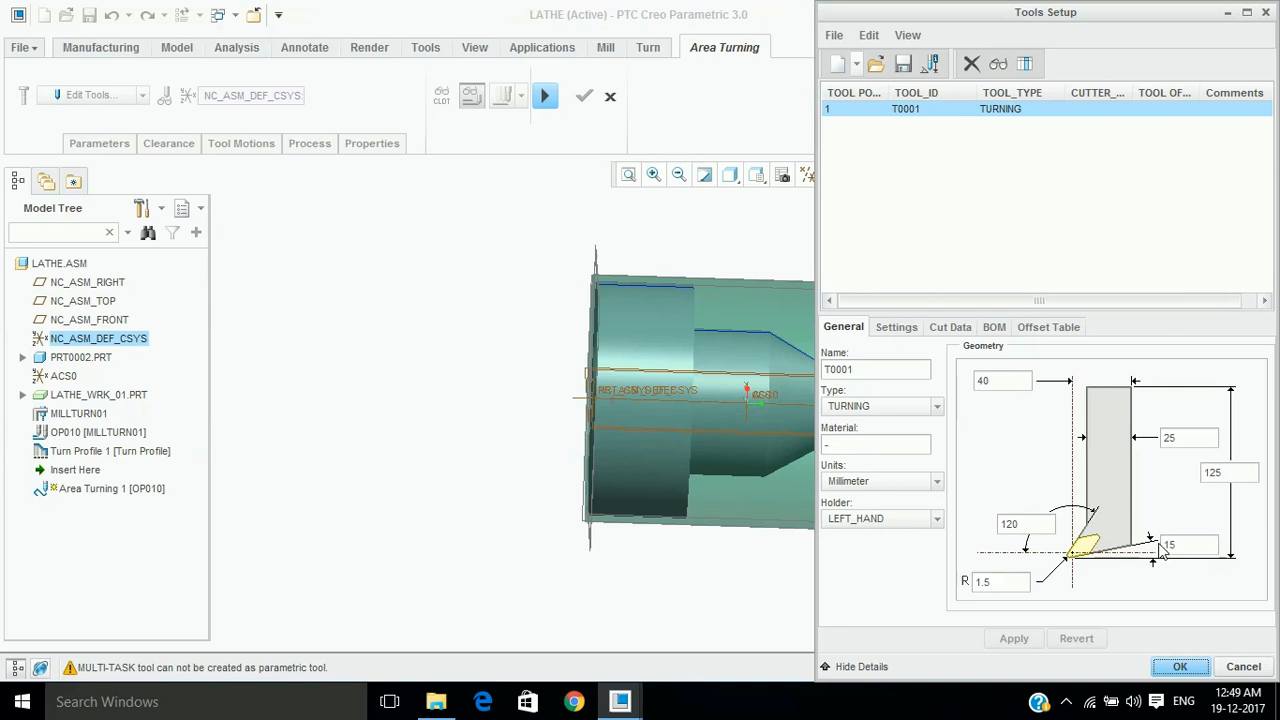 LATHE (Active) - PTC Creo Parametric 3.0
File
Manufacturing
Model
Analysis
Annotate
Render
Tools
View
Applications
Mill
Turn
Area Turning
Edit Tools...
NC_ASM_DEF_CSYS
CLDT
Parameters
Clearance
Tool Motions
Process
Properties
Model Tree
LATHE.ASM
NC_ASM_RIGHT
NC_ASM_TOP
NC_ASM_FRONT
NC_ASM_DEF_CSYS
PRT0002.PRT
ACS0
LATHE_WRK_01.PRT
MILLTURN01
OP010 [MILLTURN01]
Turn Profile 1 [Turn Profile]
Insert Here
Area Turning 1 [OP010]
MULTI-TASK tool can not be created as parametric tool.
Tools Setup
File
Edit
View
TOOL PO...
TOOL_ID
TOOL_TYPE
CUTTER_...
TOOL OF...
Comments
1
T0001
TURNING
General
Settings
Cut Data
BOM
Offset Table
Name:
T0001
Type:
TURNING
Material:
-
Units:
Millimeter
Holder:
LEFT_HAND
Geometry
40
25
125
120
15
R 1.5
Apply
Revert
Hide Details
OK
Cancel
Search Windows
ENG
12:49 AM
19-12-2017